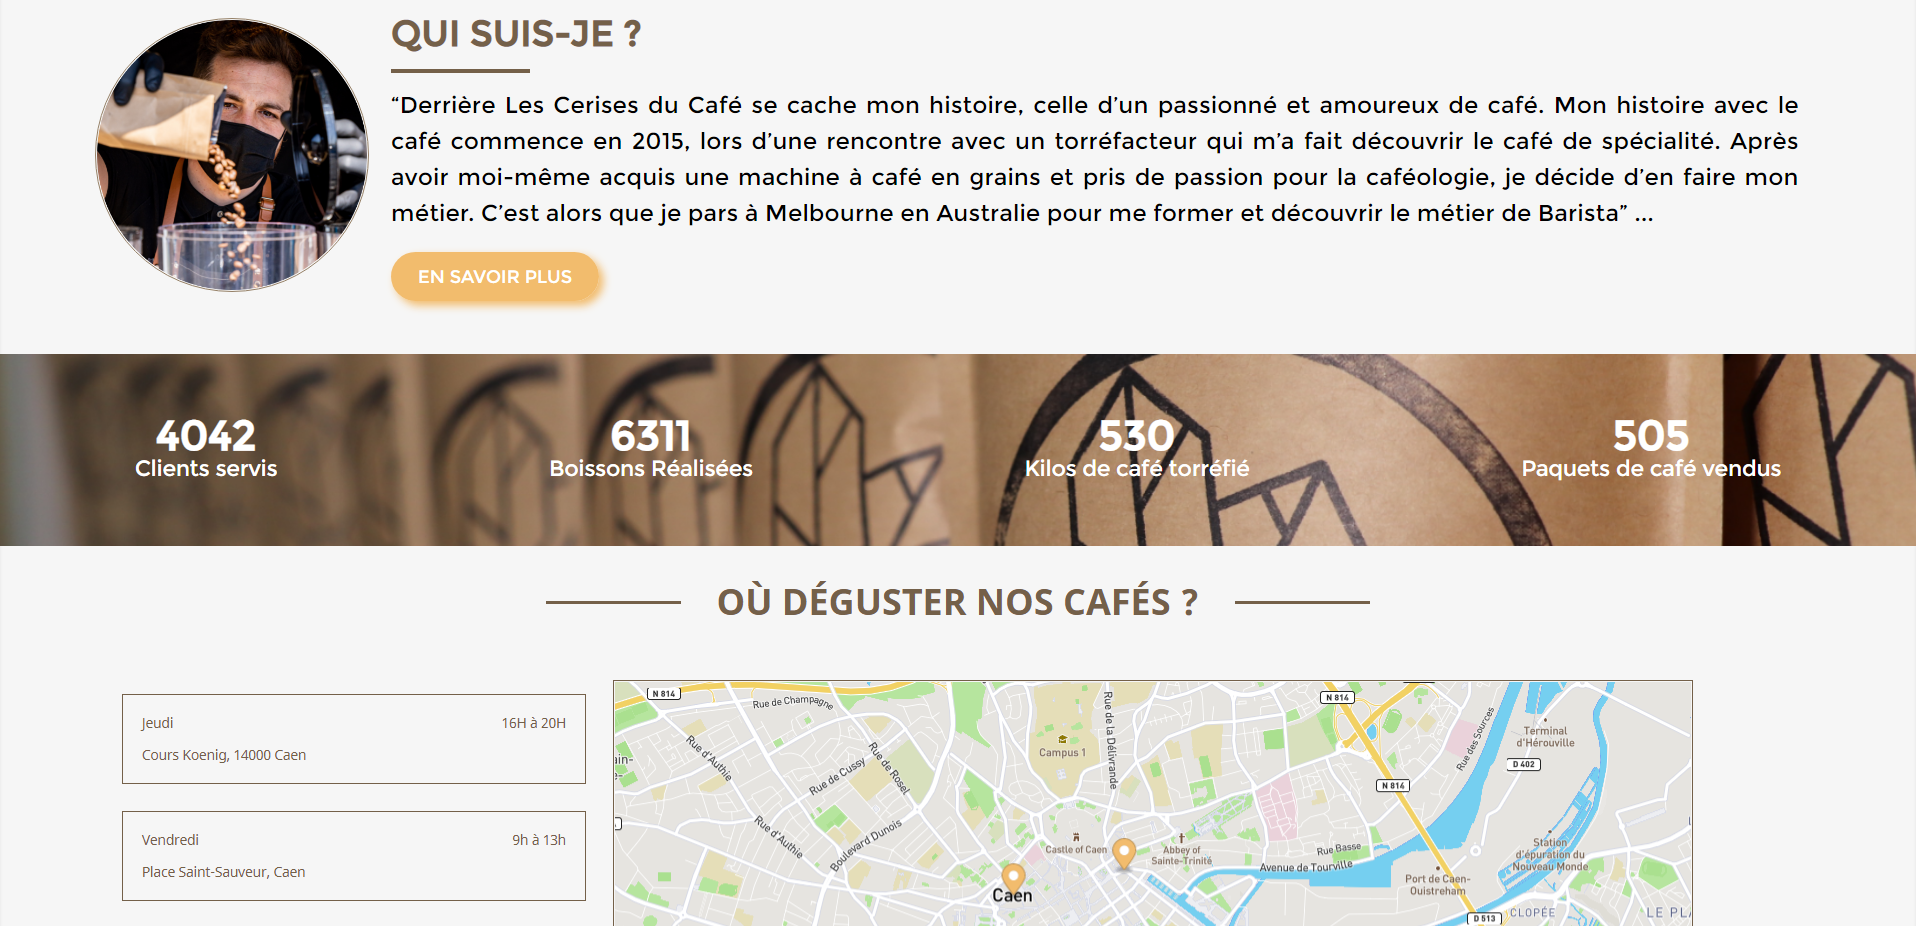 QUI SUIS-JE ?
“Derrière Les Cerises du Café se cache mon histoire, celle d’un passionné et amoureux de café. Mon histoire avec le
café commence en 2015, lors d’une rencontre avec un torréfacteur qui m’a fait découvrir le café de spécialité. Après
avoir moi-même acquis une machine à café en grains et pris de passion pour la caféologie, je décide d’en faire mon
métier. C’est alors que je pars à Melbourne en Australie pour me former et découvrir le métier de Barista” ...
EN SAVOIR PLUS
4042
Clients servis
6311
Boissons Réalisées
530
Kilos de café torréfié
505
Paquets de café vendus
OÙ DÉGUSTER NOS CAFÉS ?
Jeudi 16H à 20H
Cours Koenig, 14000 Caen
Vendredi 9h à 13h
Place Saint-Sauveur, Caen
N 814
Rue de Champagne
Rue de la Délivrande
N 814
Rue des Sources
Terminal
d'Hérouville
Rue d'Authie
Rue de Rosel
Rue de Cussy
Campus 1
D 402
N 814
Rue d'Authie
Boulevard Dunois
Castle of Caen
Abbey of
Sainte-Trinité
Rue Basse
Avenue de Tourville
Station
d'épuration du
Nouveau Monde
Port de Caen-
Ouistreham
Caen
D 513
CLOPÉE
LE PL